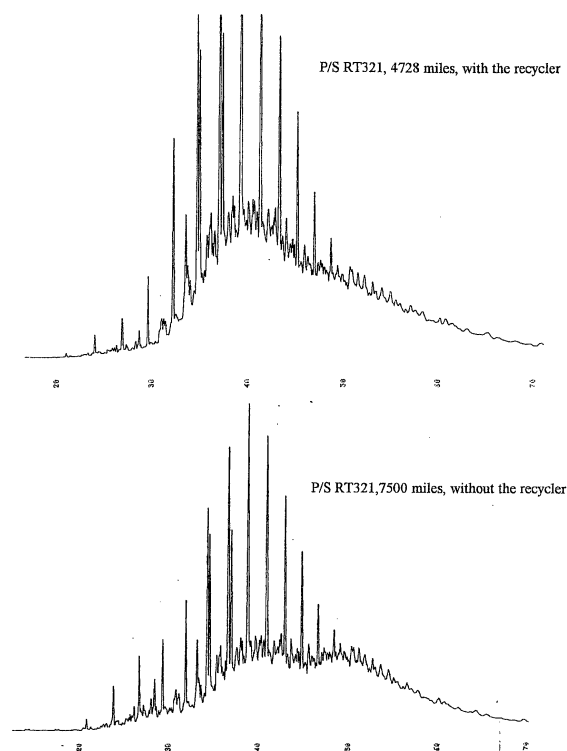 P/S RT321, 4728 miles, with the recycler
20 30 40 50 60 70
P/S RT321,7500 miles, without the recycler
20 30 40 50 60 70